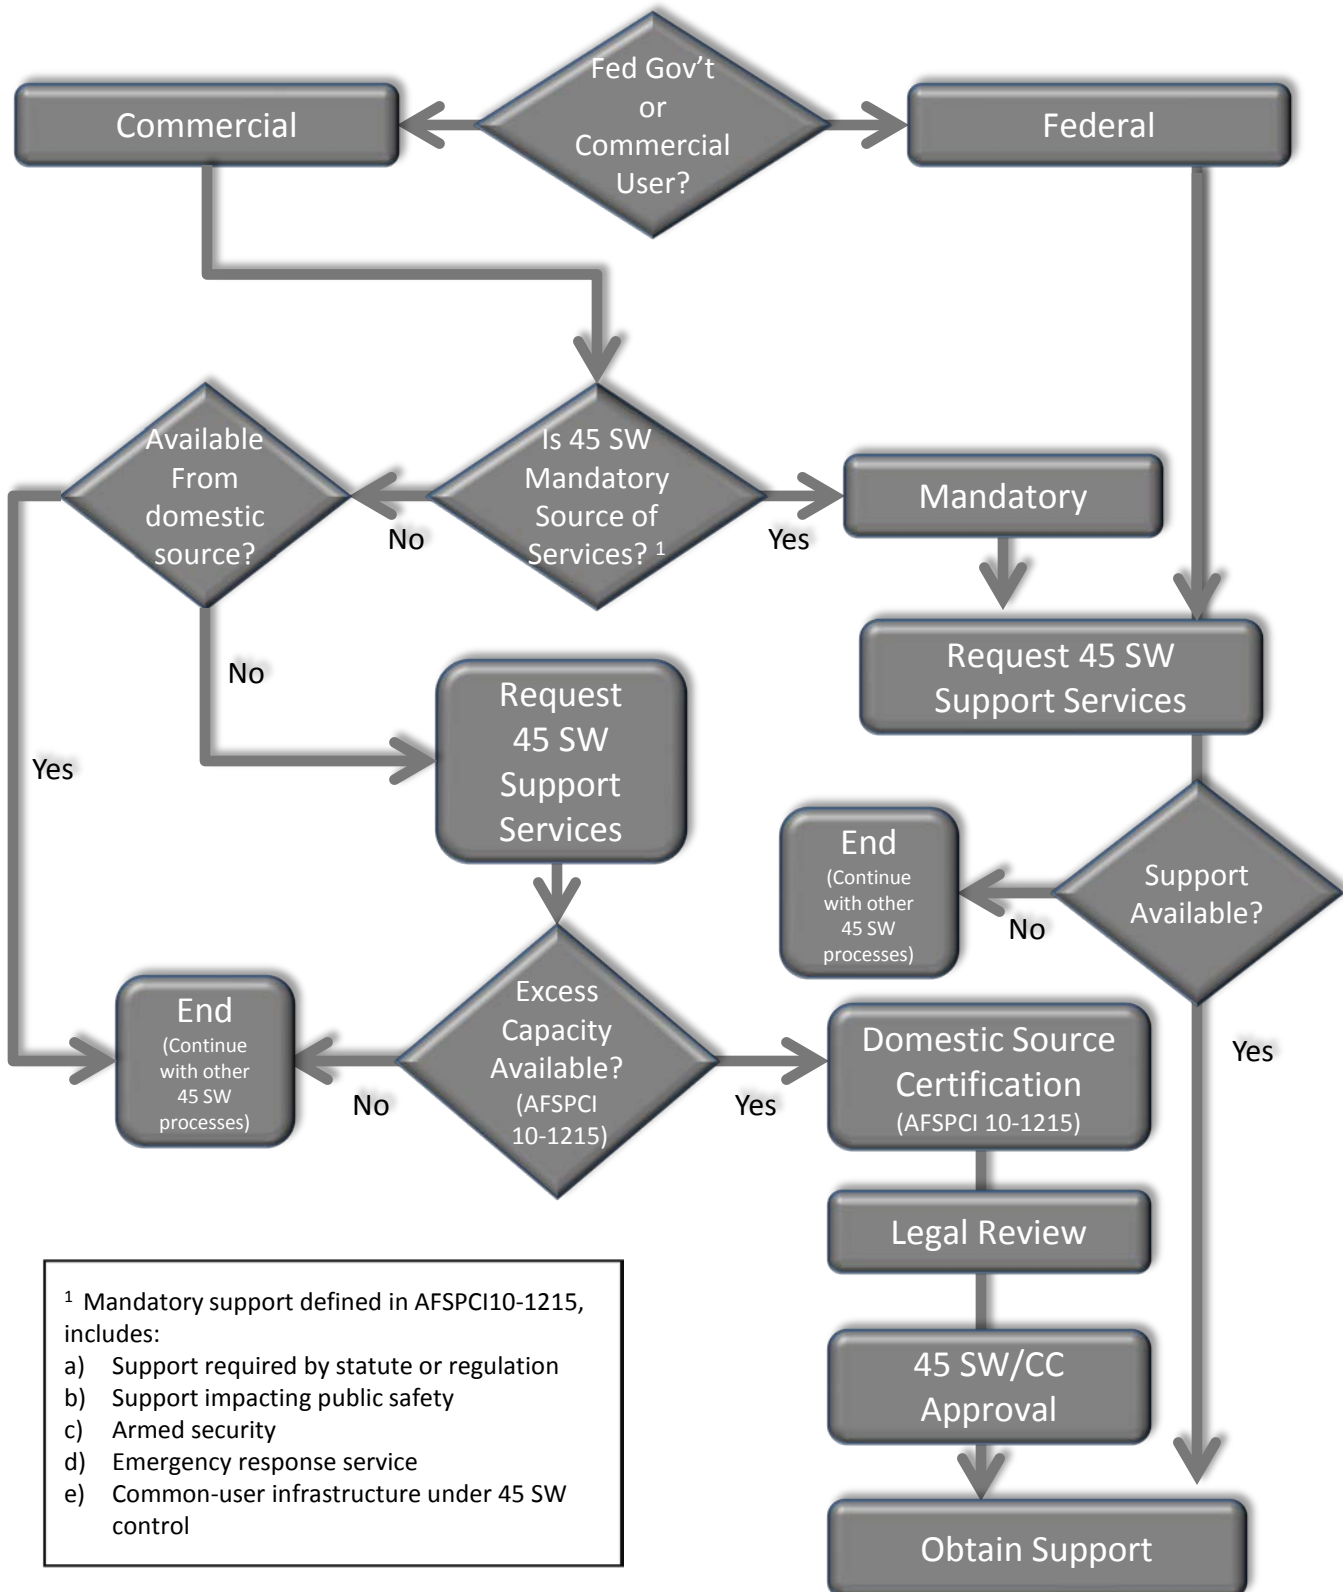 Fed Gov't
or
Commercial
User?
Commercial
Federal
Available
From
domestic
source?
Is 45 SW
Mandatory
Source of
Services? 1
Mandatory
No
Yes
Request 45 SW
Support Services
No
Request
45 SW
Support
Services
Yes
End
(Continue
with other
45 SW
processes)
Support
Available?
No
End
(Continue
with other
45 SW
processes)
Excess
Capacity
Available?
(AFSPCI
10-1215)
No
Yes
Domestic Source
Certification
(AFSPCI 10-1215)
Yes
Legal Review
45 SW/CC
Approval
Obtain Support
1 Mandatory support defined in AFSPCI10-1215,
includes:
a) Support required by statute or regulation
b) Support impacting public safety
c) Armed security
d) Emergency response service
e) Common-user infrastructure under 45 SW
control